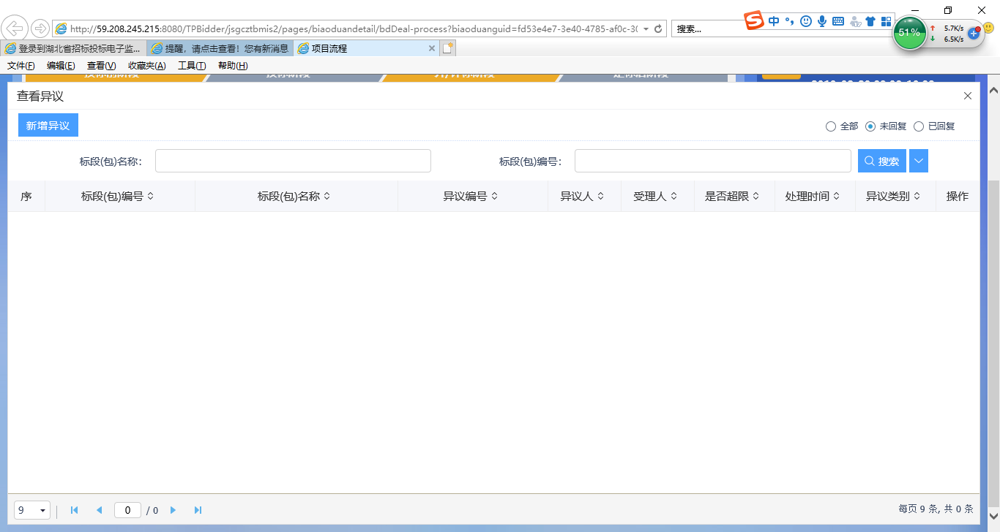 中
51%
5.7K/s
6.5K/s
http://59.208.245.215:8080/TPBidder/jsgcztbmis2/pages/biaoduandetail/bdDeal-process?biaoduanguid=fd53e4e7-3e40-4785-af0c-30
搜索...
登录到湖北省招标投标电子监...
提醒，请点击查看！您有新消息
项目流程
文件(F) 编辑(E) 查看(V) 收藏夹(A) 工具(T) 帮助(H)
查看异议
新增异议
全部 未回复 已回复
标段(包)名称：
标段(包)编号：
搜索
序 标段(包)编号 标段(包)名称 异议编号 异议人 受理人 是否超限 处理时间 异议类别 操作
9
0 / 0
每页 9 条, 共 0 条